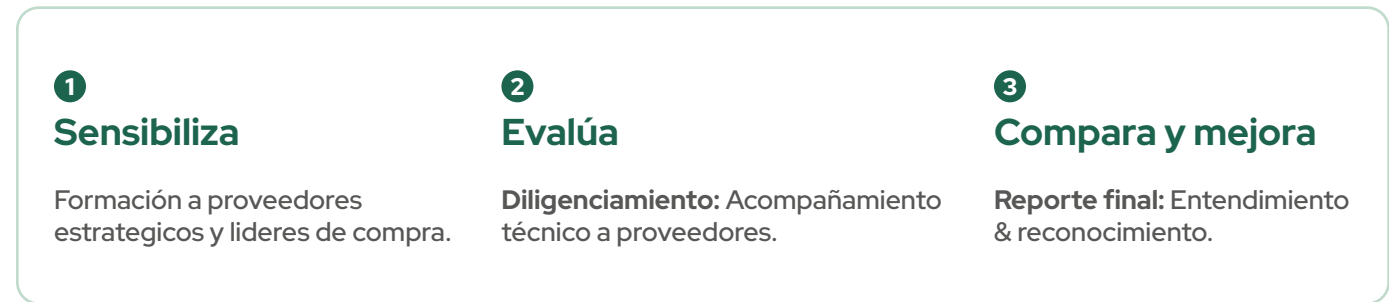 1
Sensibiliza
Formación a proveedores
estrategicos y lideres de compra.
2
Evalúa
Diligenciamiento: Acompañamiento
técnico a proveedores.
3
Compara y mejora
Reporte final: Entendimiento
& reconocimiento.